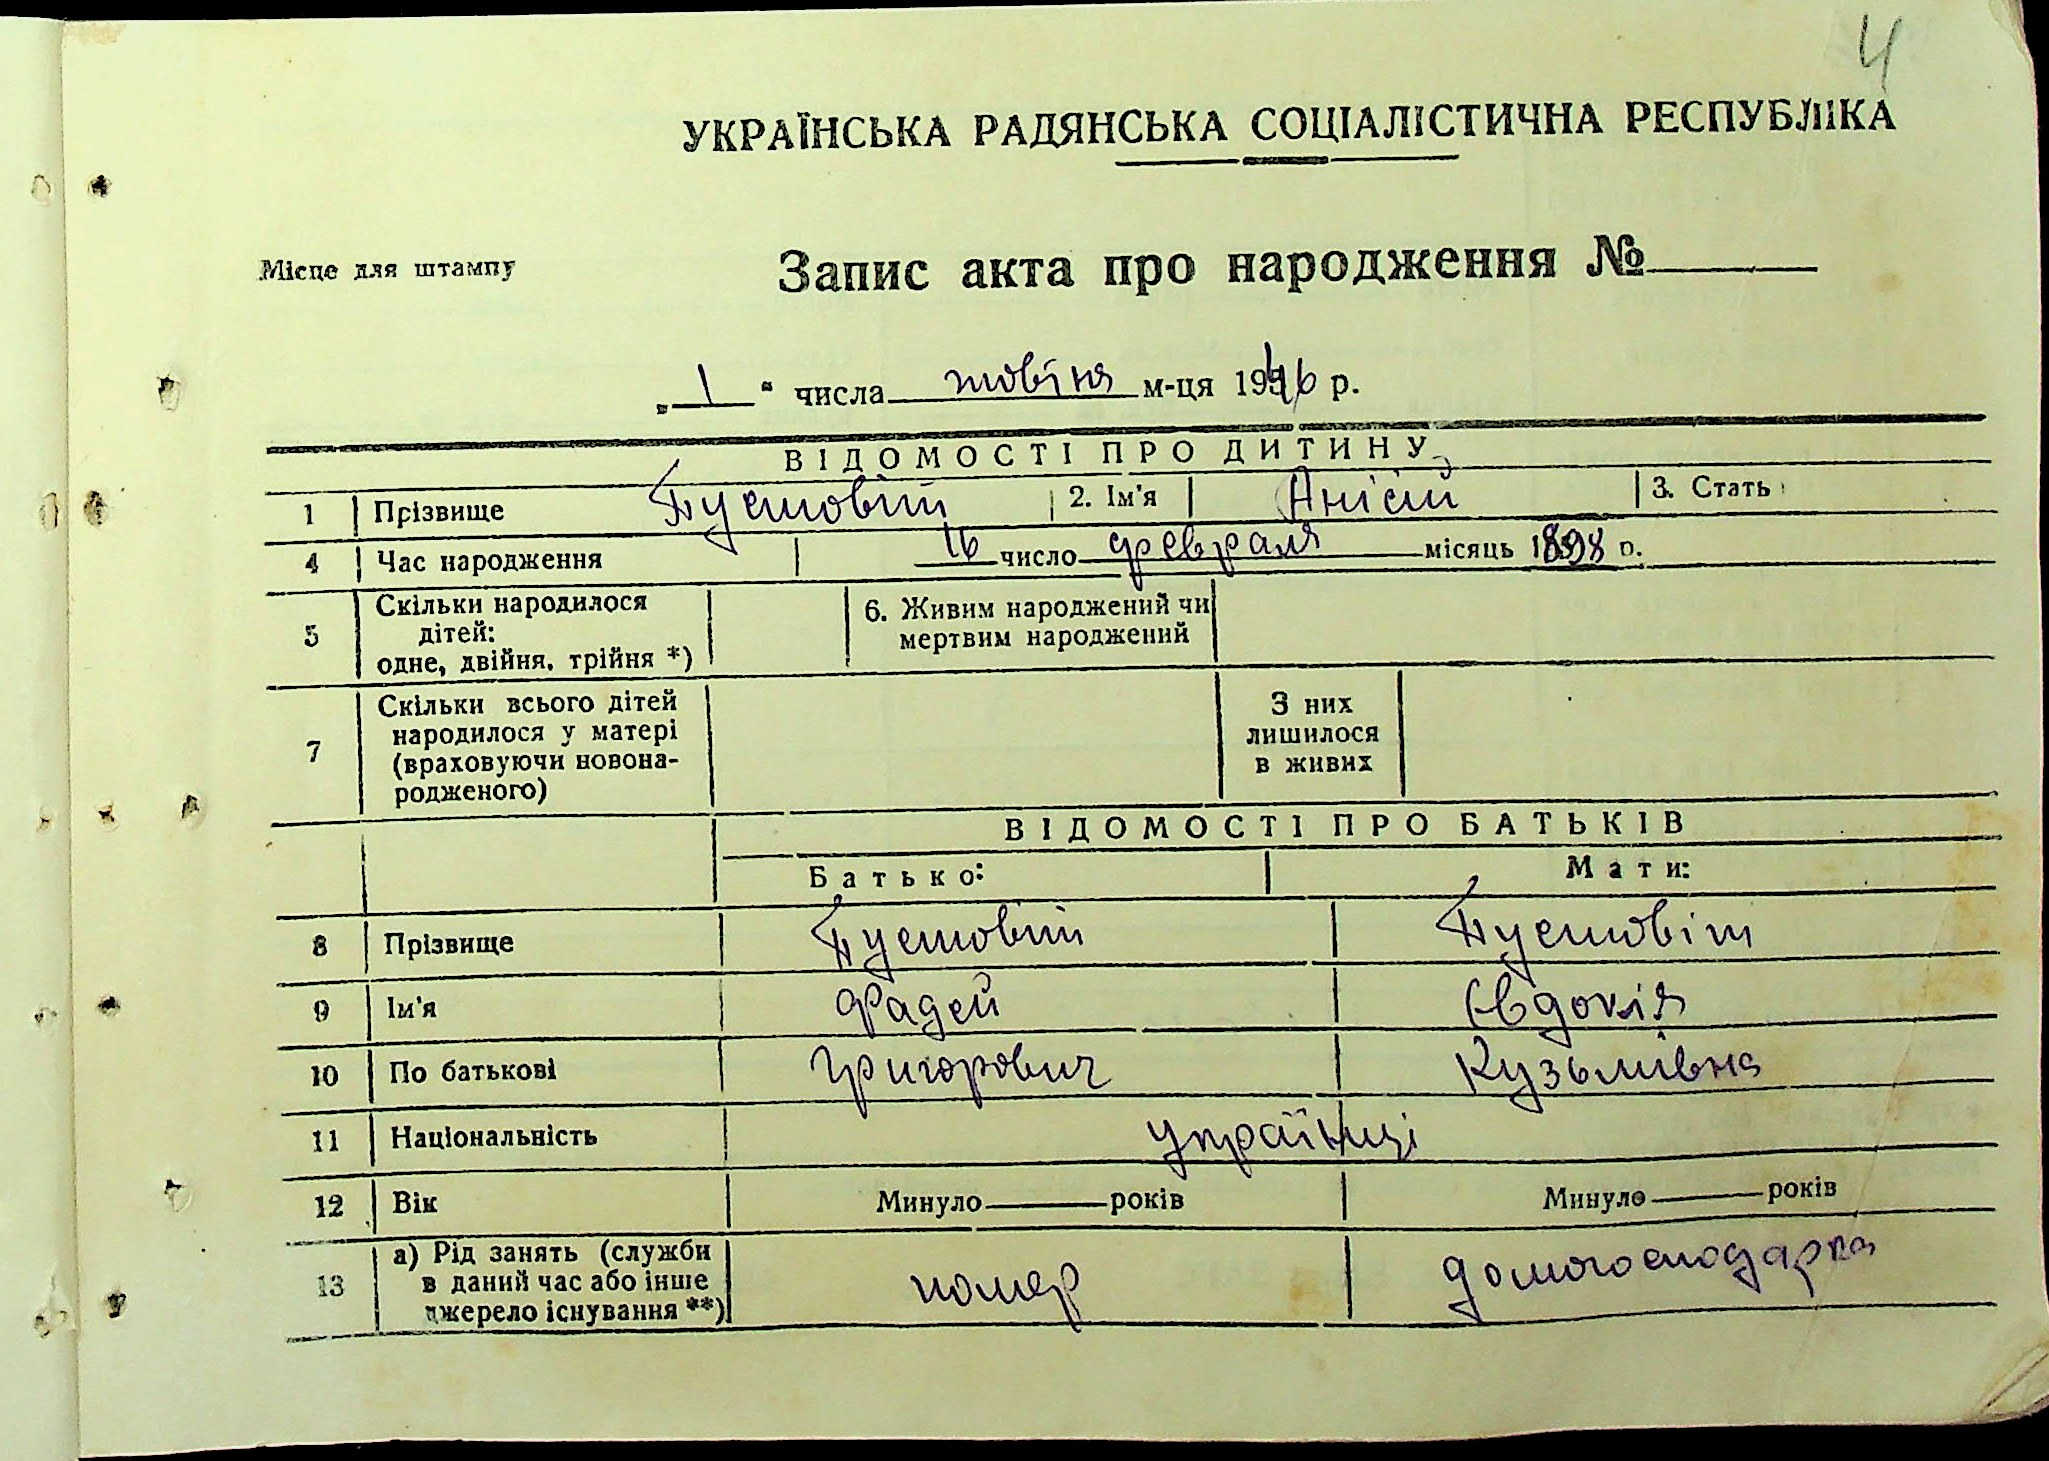 4
УКРАЇНСЬКА РАДЯНСЬКА СОЦІАЛІСТИЧНА РЕСПУБЛІКА
Місце для штампу
Запис акта про народження №
„ 1 “ числа жовтня м-ця 1946 р.
ВІДОМОСТІ ПРО ДИТИНУ
1 Прізвище Пустовіт 2. Ім'я Анісій 3. Стать
4 Час народження 16 число февраля місяць 1898 р.
5 Скільки народилося дітей: одне, двійня, трійня *) 6. Живим народжений чи мертвим народжений
7 Скільки всього дітей народилося у матері (враховуючи новонародженого) З них лишилося в живих
ВІДОМОСТІ ПРО БАТЬКІВ
Батько: Мати:
8 Прізвище Пустовіт Пустовіт
9 Ім'я Фадей Євдокія
10 По батькові Григорович Кузьмівна
11 Національність українці
12 Вік Минуло років Минуло років
13 а) Рід занять (служби в даний час або інше джерело існування **) помер домогосподарка